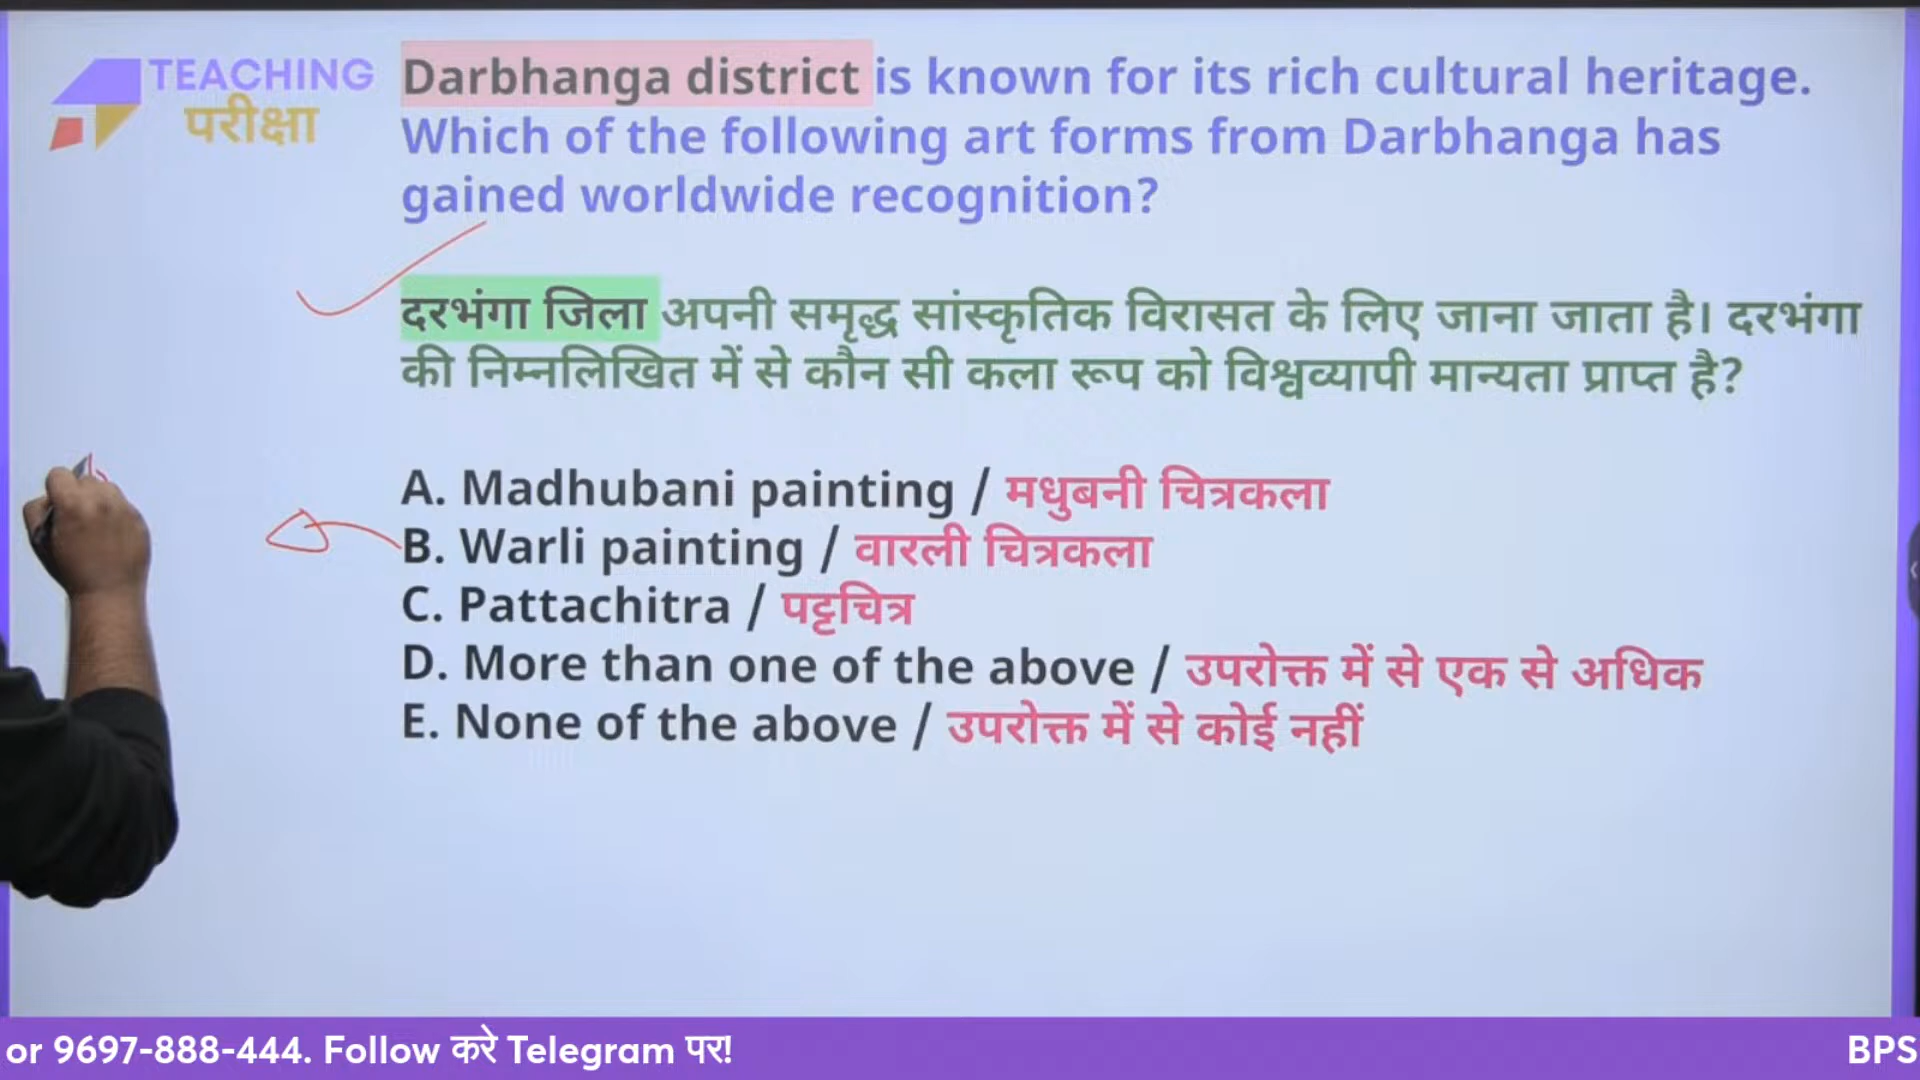 TEACHING
परीक्षा
Darbhanga district is known for its rich cultural heritage.
Which of the following art forms from Darbhanga has
gained worldwide recognition?
दरभंगा जिला अपनी समृद्ध सांस्कृतिक विरासत के लिए जाना जाता है। दरभंगा
की निम्नलिखित में से कौन सी कला रूप को विश्वव्यापी मान्यता प्राप्त है?
A. Madhubani painting / मधुबनी चित्रकला
B. Warli painting / वारली चित्रकला
C. Pattachitra / पट्टचित्र
D. More than one of the above / उपरोक्त में से एक से अधिक
E. None of the above / उपरोक्त में से कोई नहीं
or 9697-888-444. Follow करे Telegram पर! BPS